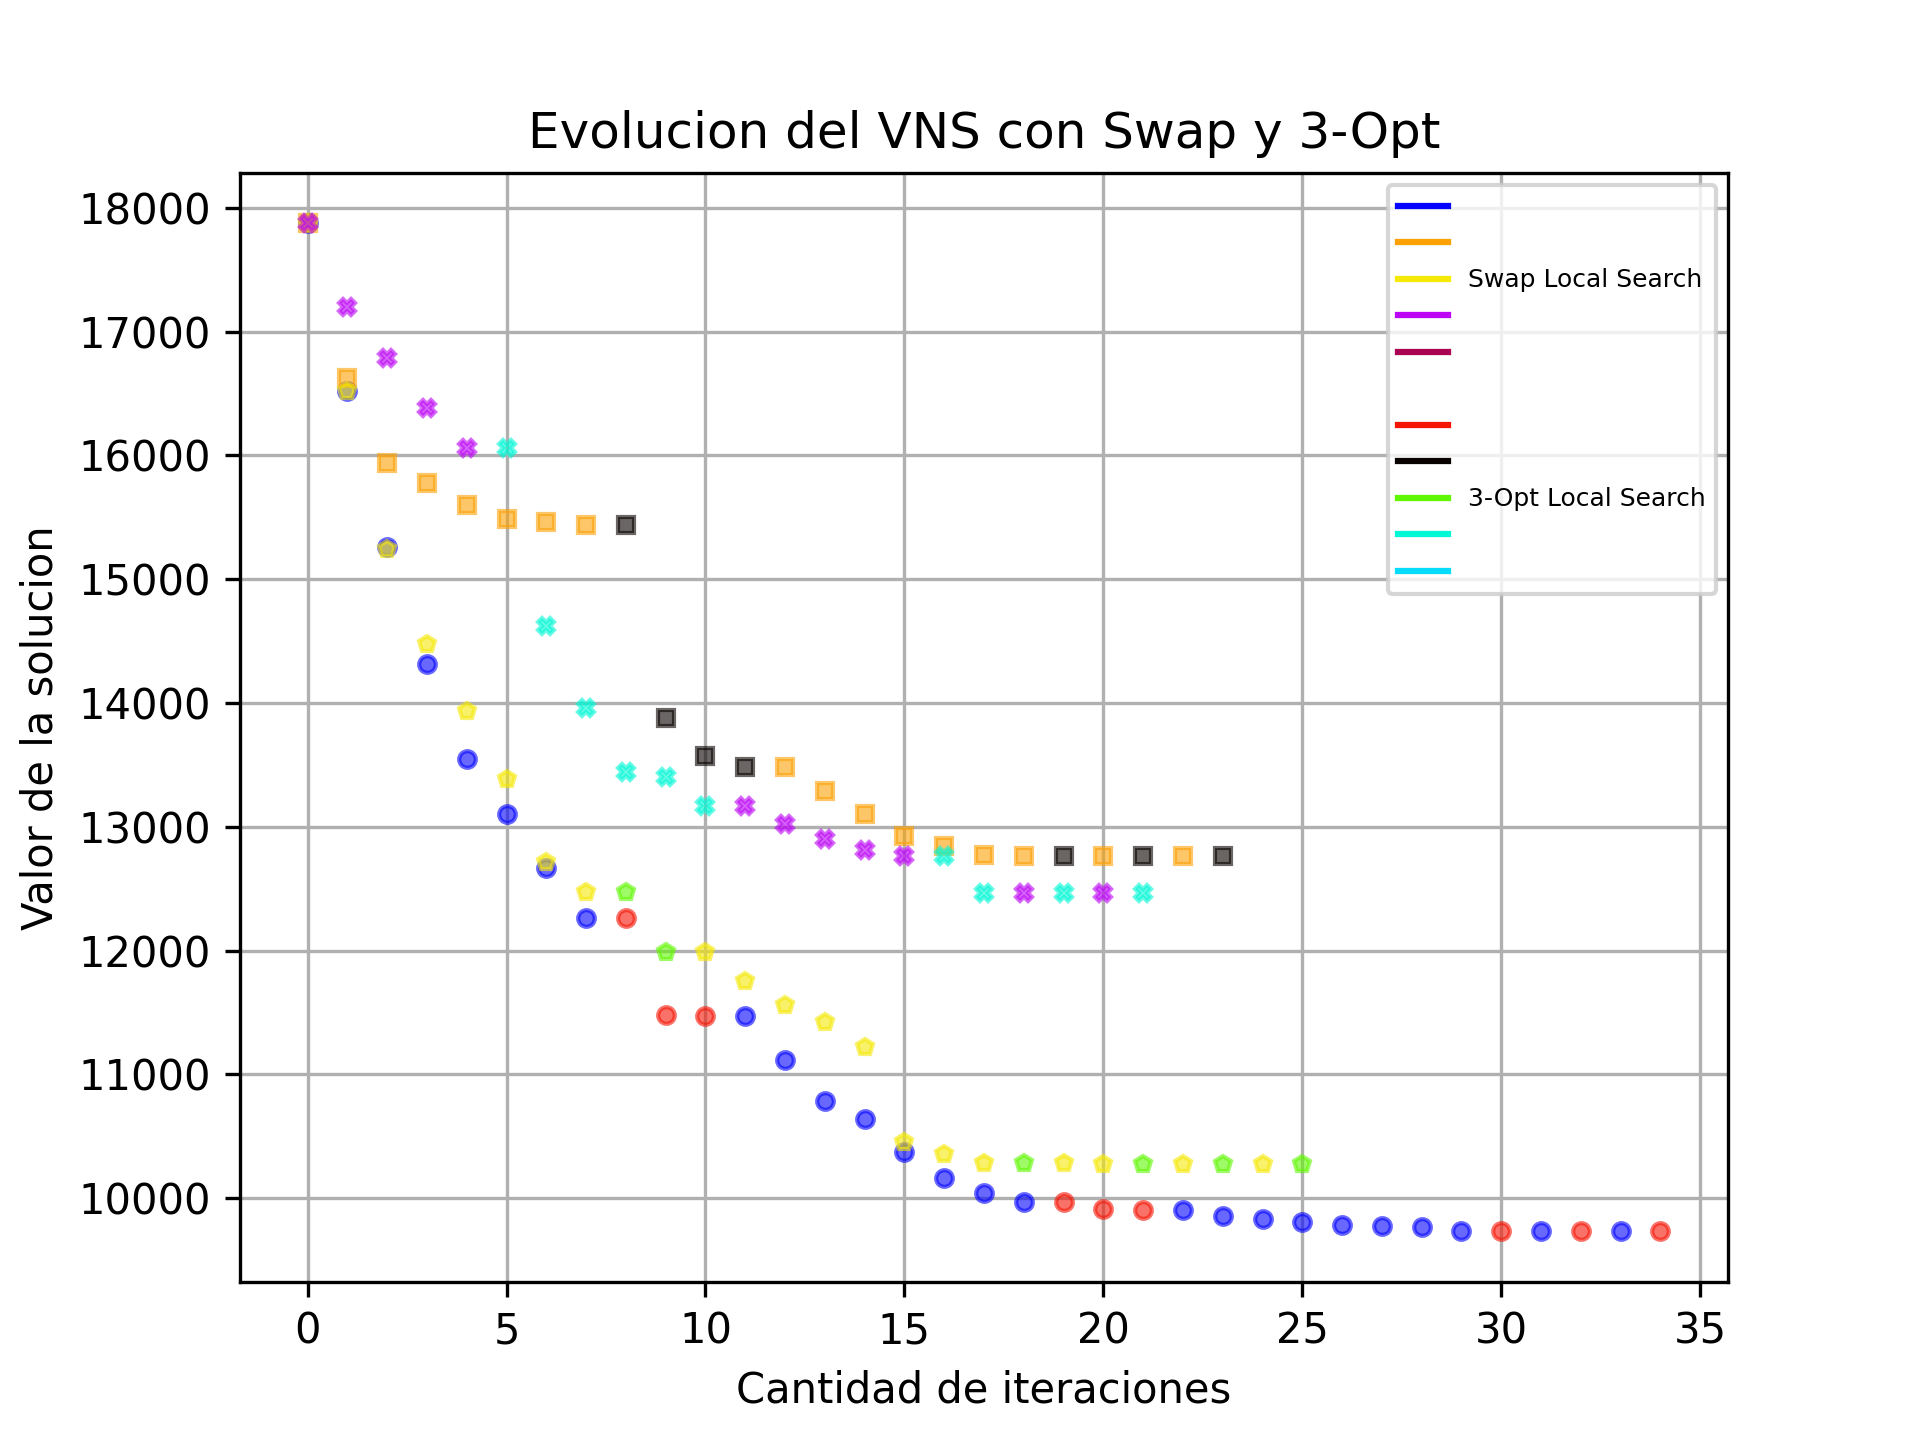 Evolucion del VNS con Swap y 3-Opt
Valor de la solucion
18000
17000
16000
15000
14000
13000
12000
11000
10000
Swap Local Search
3-Opt Local Search
0 5 10 15 20 25 30 35
Cantidad de iteraciones